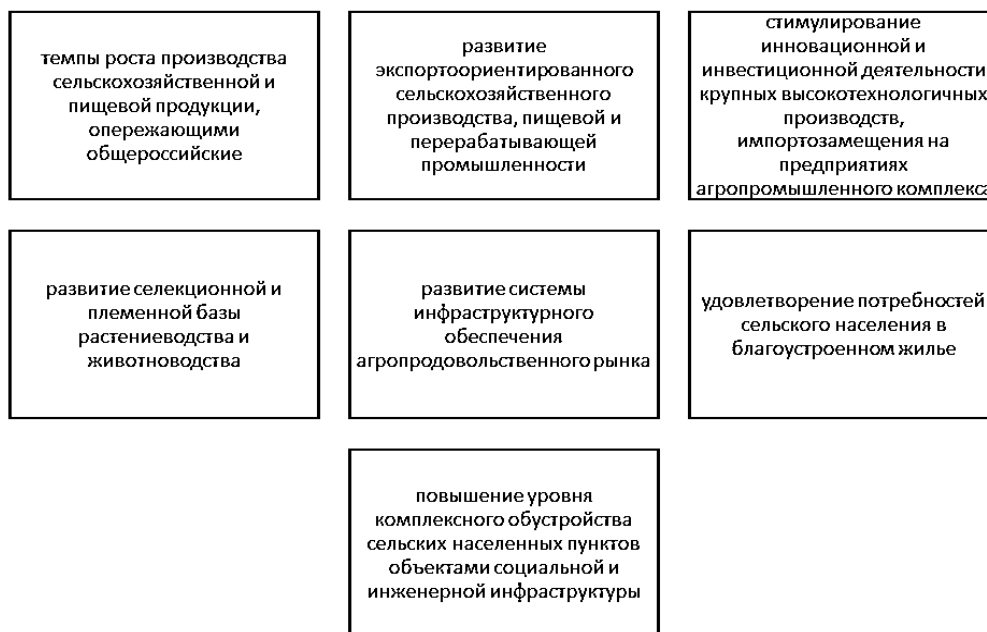 темпы роста производства
сельскохозяйственной и
пищевой продукции,
опережающими
общероссийские
развитие
экспортоориентированного
сельскохозяйственного
производства, пищевой и
перерабатывающей
промышленности
стимулирование
инновационной и
инвестиционной деятельности
крупных высокотехнологичных
производств,
импортозамещения на
предприятиях
агропромышленного комплекса
развитие селекционной и
племенной базы
растениеводства и
животноводства
развитие системы
инфраструктурного
обеспечения
агропродовольственного рынка
удовлетворение потребностей
сельского населения в
благоустроенном жилье
повышение уровня
комплексного обустройства
сельских населенных пунктов
объектами социальной и
инженерной инфраструктуры